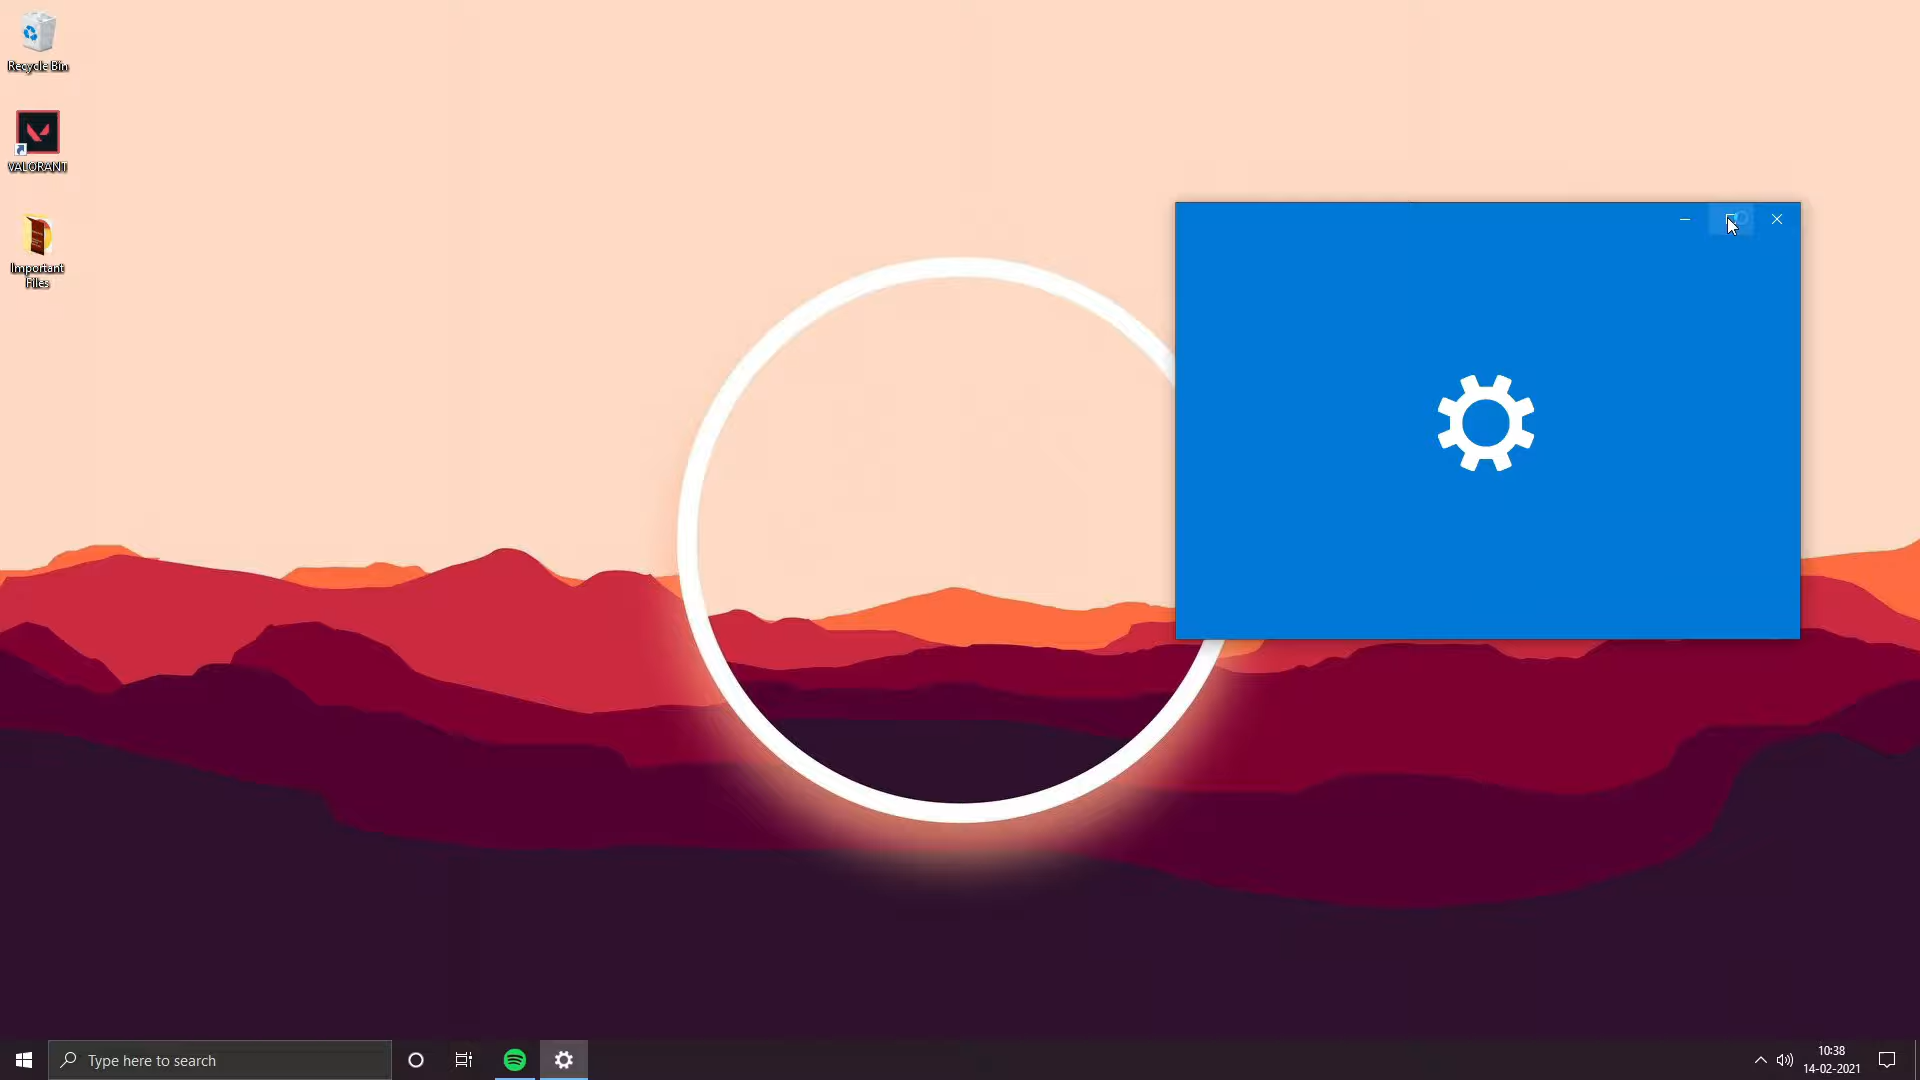 Recycle Bin
VALORANT
Important
Files
Type here to search
10:38
14-02-2021